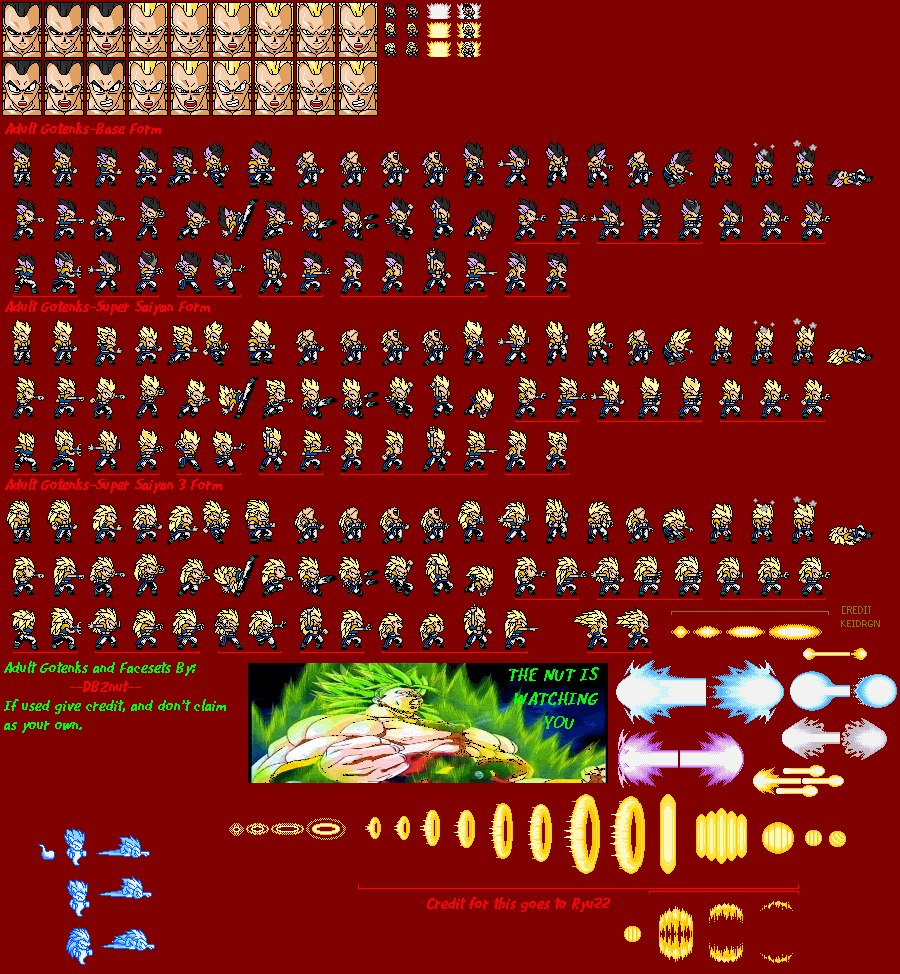 Adult Gotenks-Base Form
Adult Gotenks-Super Saiyan Form
Adult Gotenks-Super Saiyan 3 Form
CREDIT
KEIDRGN
Adult Gotenks and Facesets By:
---DBZnut---
If used give credit, and don't claim
as your own.
THE NUT IS
WATCHING
YOU
Credit for this goes to Ryu22